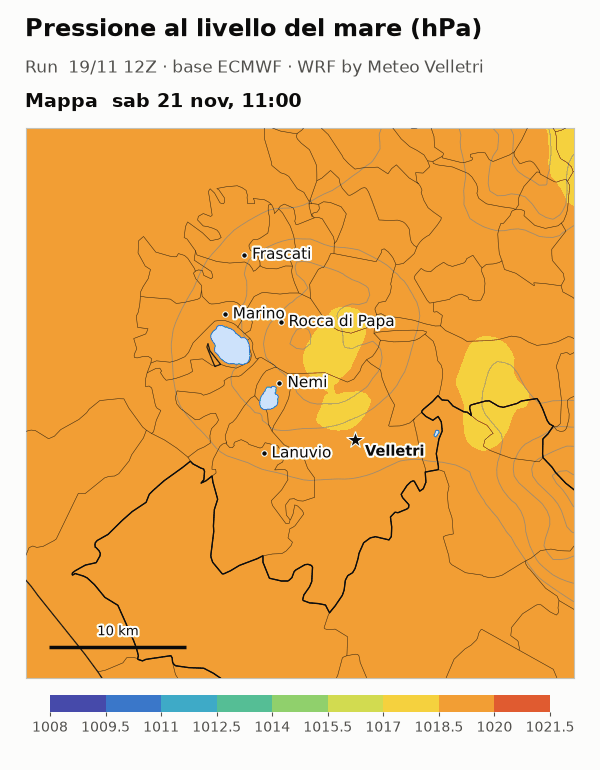 Pressione al livello del mare (hPa)
Run  19/11 12Z · base ECMWF · WRF by Meteo Velletri
Mappa  sab 21 nov, 11:00
Frascati
Marino
Rocca di Papa
Nemi
Velletri
Lanuvio
10 km
1008 1009.5 1011 1012.5 1014 1015.5 1017 1018.5 1020 1021.5